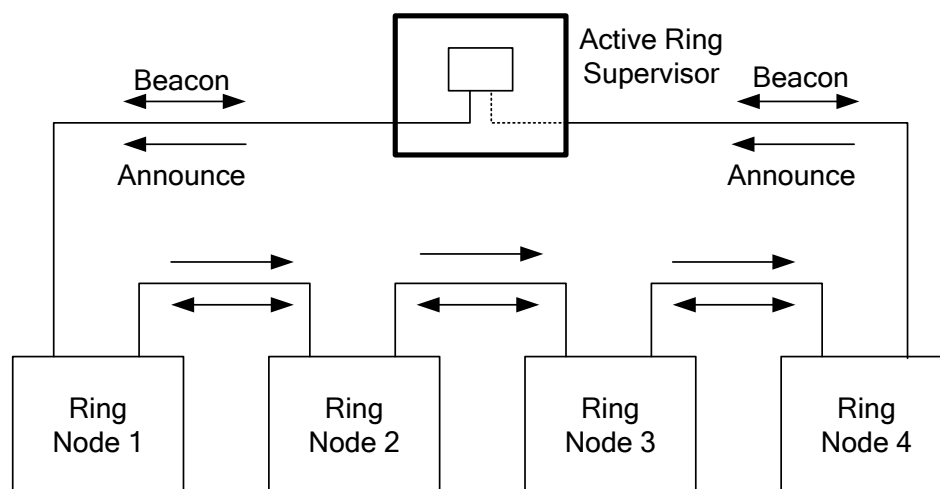 Active Ring
Supervisor
Beacon
Announce
Beacon
Announce
Ring
Node 1
Ring
Node 2
Ring
Node 3
Ring
Node 4